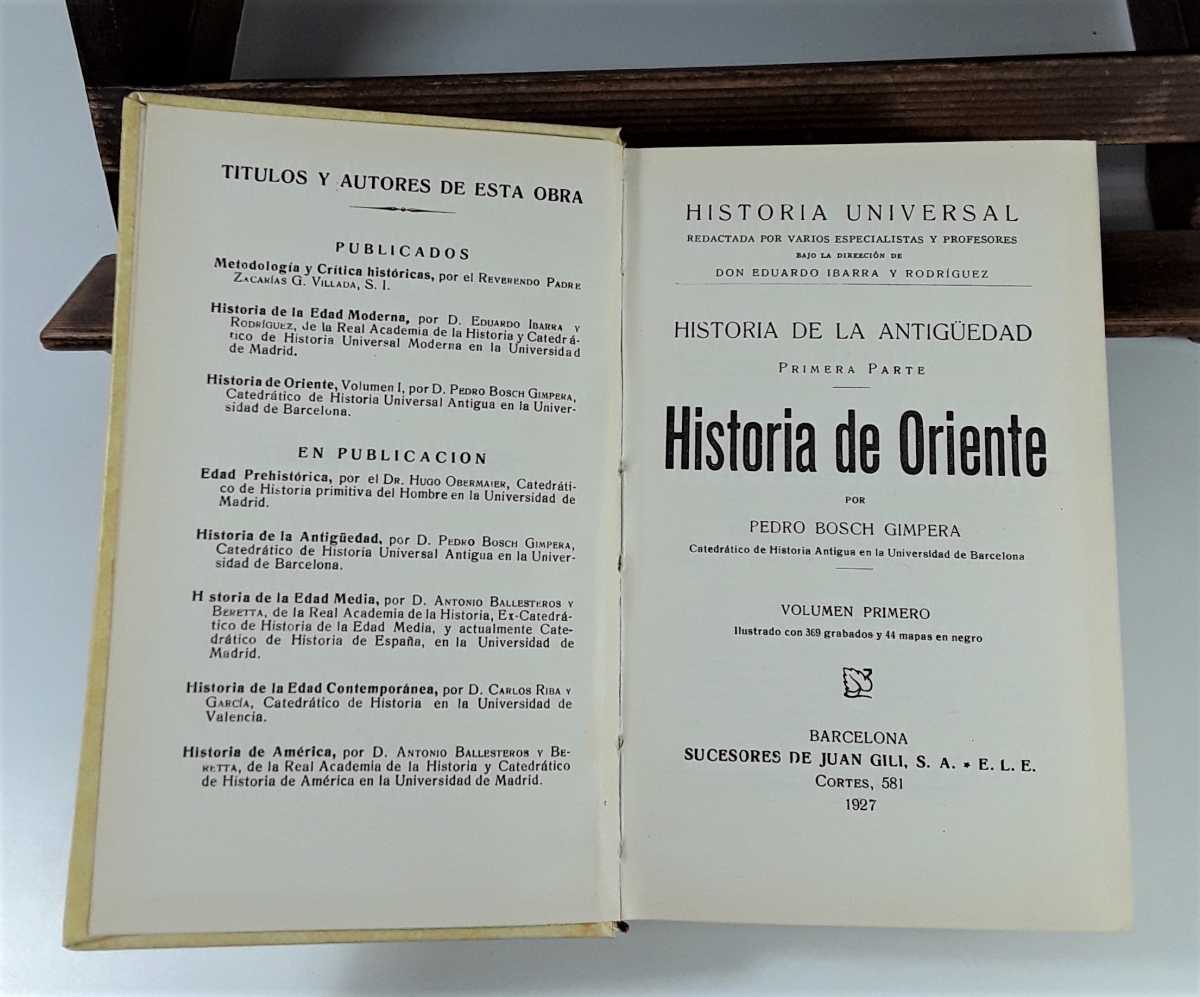 TITULOS Y AUTORES DE ESTA OBRA
PUBLICADOS
Metodología y Crítica históricas, por el REVERENDO PADRE
ZACARÍAS G. VILLADA, S. I.
Historia de la Edad Moderna, por D. EDUARDO IBARRA Y
RODRÍGUEZ, de la Real Academia de la Historia y Catedrá-
tico de Historia Universal Moderna en la Universidad
de Madrid.
Historia de Oriente, Volumen I, por D. PEDRO BOSCH GIMPERA,
Catedrático de Historia Universal Antigua en la Univer-
sidad de Barcelona.
EN PUBLICACION
Edad Prehistórica, por el DR. HUGO OBERMAIER, Catedráti-
co de Historia primitiva del Hombre en la Universidad de
Madrid.
Historia de la Antigüedad, por D. PEDRO BOSCH GIMPERA,
Catedrático de Historia Universal Antigua en la Univer-
sidad de Barcelona.
H storia de la Edad Media, por D. ANTONIO BALLESTEROS Y
BERETTA, de la Real Academia de la Historia, Ex-Catedrá-
tico de Historia de la Edad Media, y actualmente Cate-
drático de Historia de España, en la Universidad de
Madrid.
Historia de la Edad Contemporánea, por D. CARLOS RIBA Y
GARCÍA, Catedrático de Historia en la Universidad de
Valencia.
Historia de América, por D. ANTONIO BALLESTEROS Y BE-
RETTA, de la Real Academia de la Historia y Catedrático
de Historia de América en la Universidad de Madrid.
HISTORIA UNIVERSAL
REDACTADA POR VARIOS ESPECIALISTAS Y PROFESORES
BAJO LA DIRECCIÓN DE
DON EDUARDO IBARRA Y RODRÍGUEZ
HISTORIA DE LA ANTIGÜEDAD
PRIMERA PARTE
Historia de Oriente
POR
PEDRO BOSCH GIMPERA
Catedrático de Historia Antigua en la Universidad de Barcelona
VOLUMEN PRIMERO
Ilustrado con 369 grabados y 44 mapas en negro
BARCELONA
SUCESORES DE JUAN GILI, S. A. * E. L. E.
CORTES, 581
1927